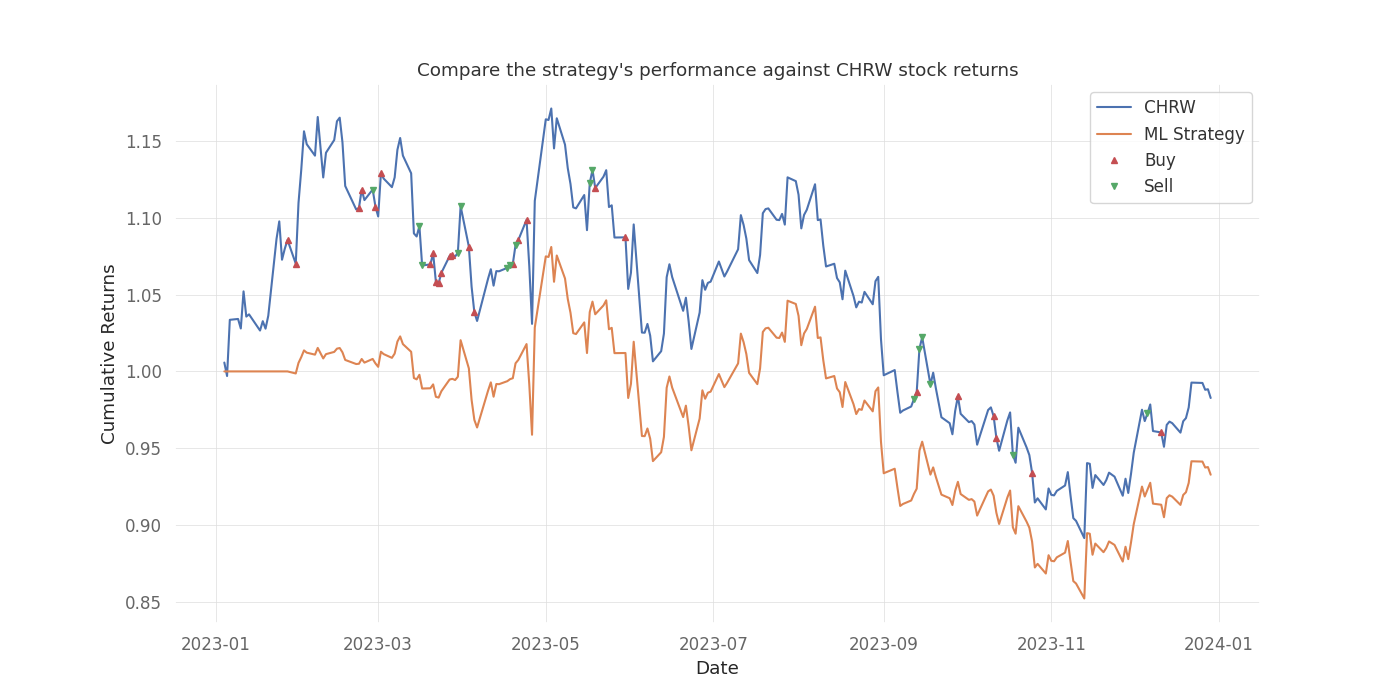 Compare the strategy's performance against CHRW stock returns
CHRW
ML Strategy
Buy
Sell
Cumulative Returns
1.15
1.10
1.05
1.00
0.95
0.90
0.85
2023-01
2023-03
2023-05
2023-07
2023-09
2023-11
2024-01
Date